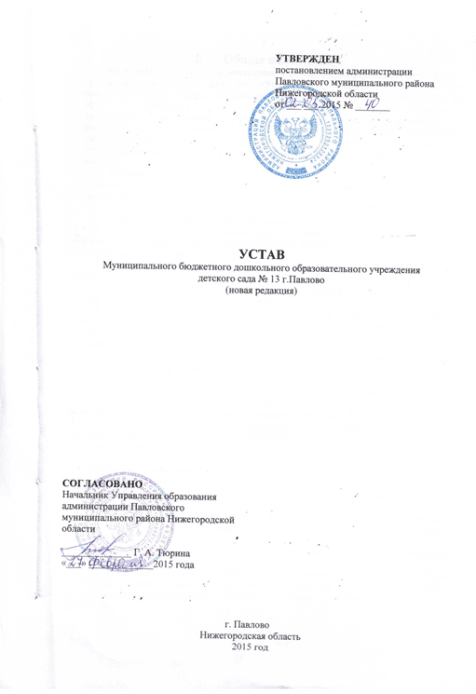 УТВЕРЖДЕН
постановлением администрации
Павловского муниципального района
Нижегородской области
от 2015 № 40
УСТАВ
Муниципального бюджетного дошкольного образовательного учреждения
детского сада № 13 г.Павлово
(новая редакция)
СОГЛАСОВАНО
Начальник Управления образования
администрации Павловского
муниципального района Нижегородской
области
Г. А. Тюрина
«27» февраля 2015 года
г. Павлово
Нижегородская область
2015 год